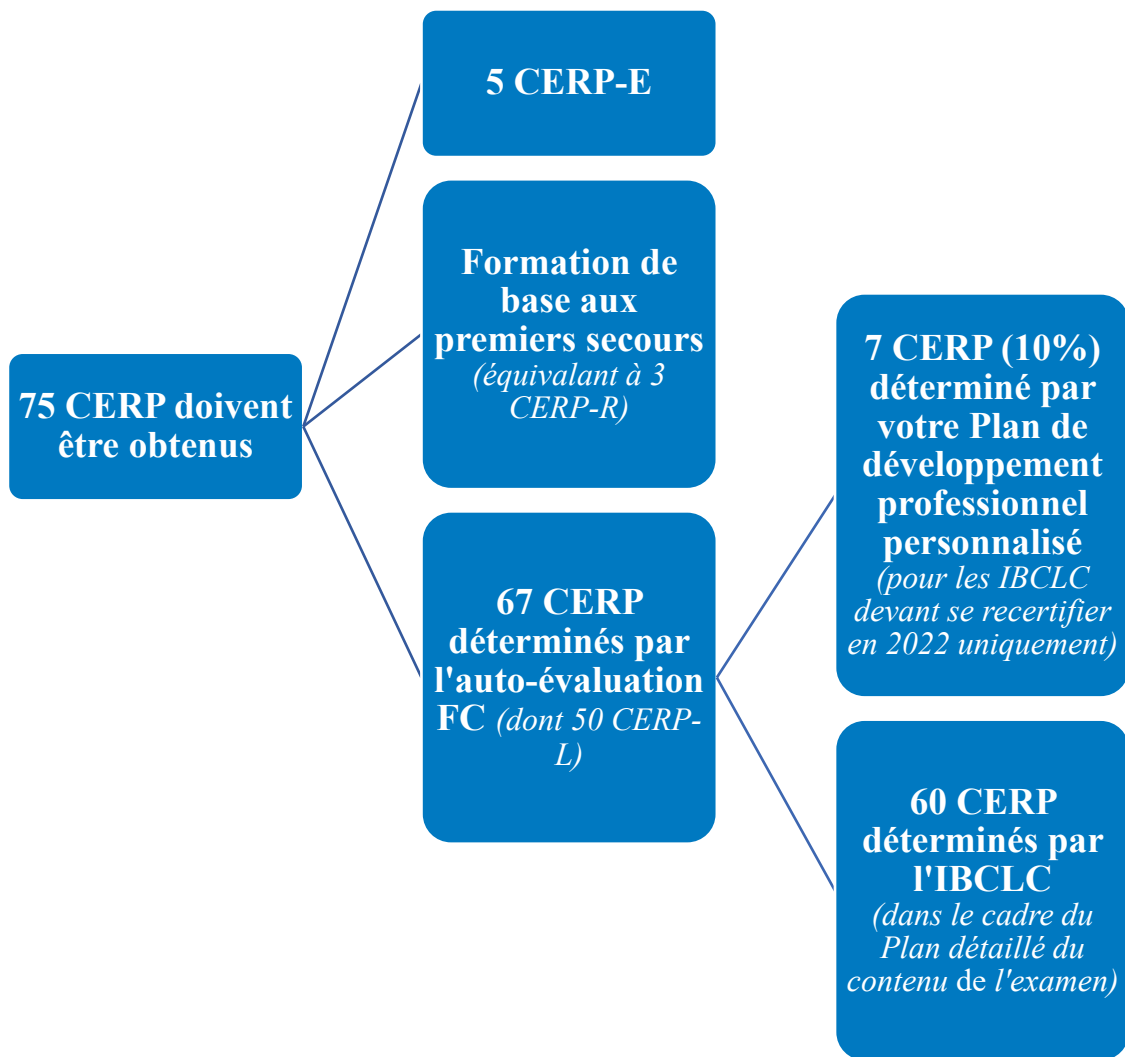 5 CERP-E
Formation de
base aux
premiers secours
(équivalant à 3
CERP-R)
75 CERP doivent
être obtenus
67 CERP
déterminés par
l'auto-évaluation
FC (dont 50 CERP-
L)
7 CERP (10%)
déterminé par
votre Plan de
développement
professionnel
personnalisé
(pour les IBCLC
devant se recertifier
en 2022 uniquement)
60 CERP
déterminés par
l'IBCLC
(dans le cadre du
Plan détaillé du
contenu de l'examen)